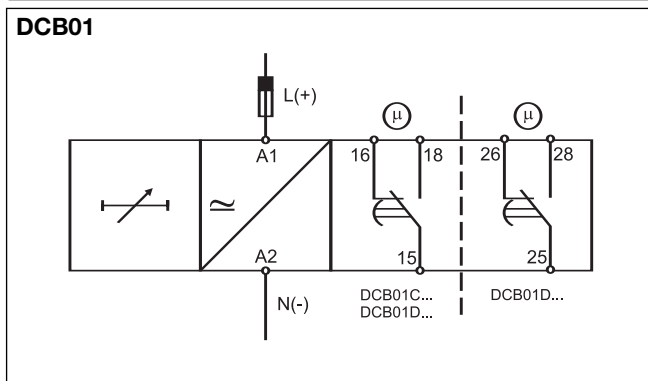 DCB01
L(+)
µ
µ
A1
16
18
26
28
≃
A2
15
25
N(-)
DCB01C...
DCB01D...
DCB01D...